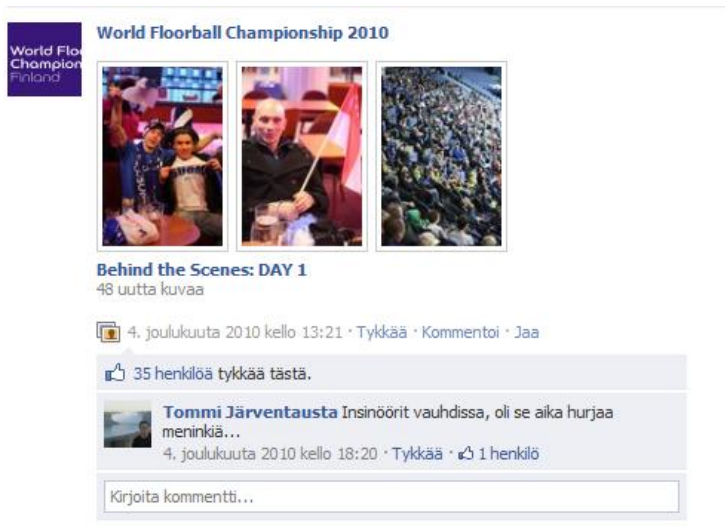 World Floorball Championship 2010
World Flo
Champion
Finland
SUOMI
Behind the Scenes: DAY 1
48 uutta kuvaa
4. joulukuuta 2010 kello 13:21 · Tykkää · Kommentoi · Jaa
35 henkilöä tykkää tästä.
Tommi Järventausta Insinöörit vauhdissa, oli se aika hurjaa
meninkiä...
4. joulukuuta 2010 kello 18:20 · Tykkää · 1 henkilö
Kirjoita kommentti...